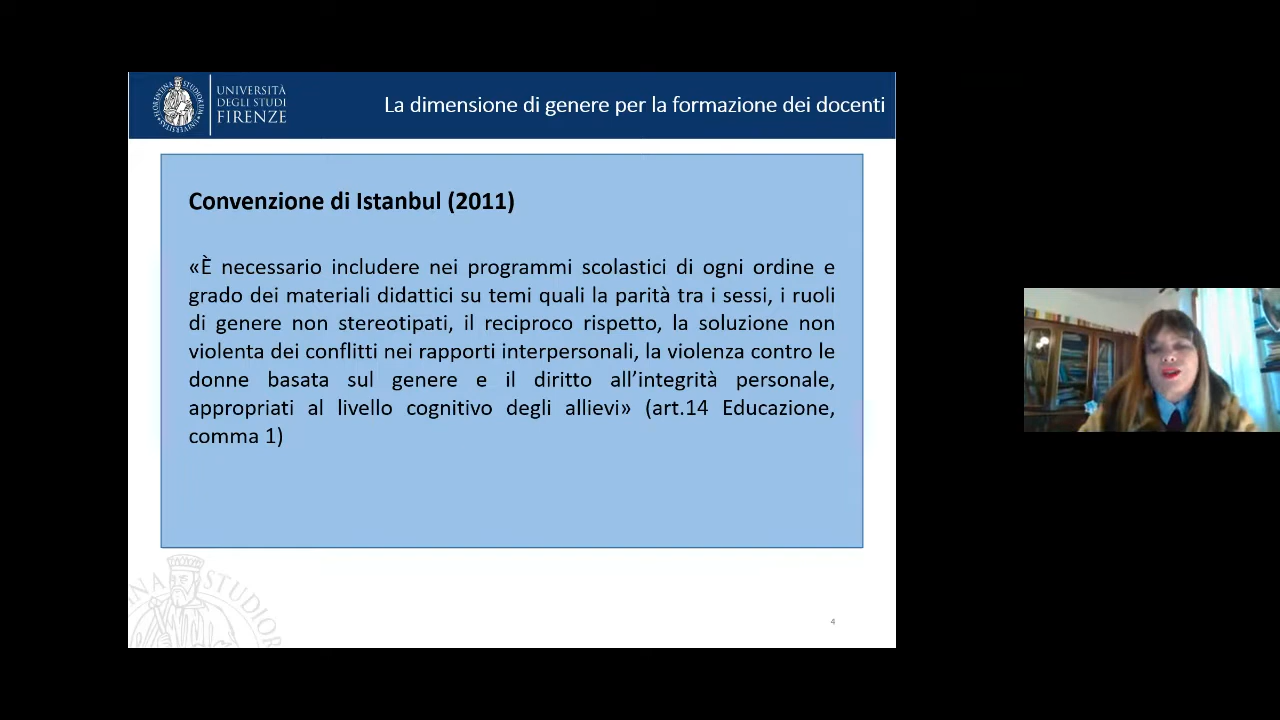 UNIVERSITÀ
DEGLI STUDI
FIRENZE
La dimensione di genere per la formazione dei docenti
Convenzione di Istanbul (2011)
«È necessario includere nei programmi scolastici di ogni ordine e
grado dei materiali didattici su temi quali la parità tra i sessi, i ruoli
di genere non stereotipati, il reciproco rispetto, la soluzione non
violenta dei conflitti nei rapporti interpersonali, la violenza contro le
donne basata sul genere e il diritto all’integrità personale,
appropriati al livello cognitivo degli allievi» (art.14 Educazione,
comma 1)
4